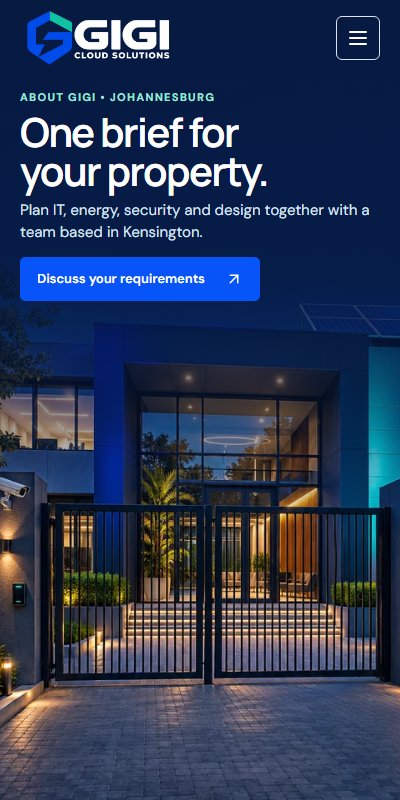 GIGI
CLOUD SOLUTIONS
ABOUT GIGI • JOHANNESBURG
One brief for
your property.
Plan IT, energy, security and design together with a
team based in Kensington.
Discuss your requirements